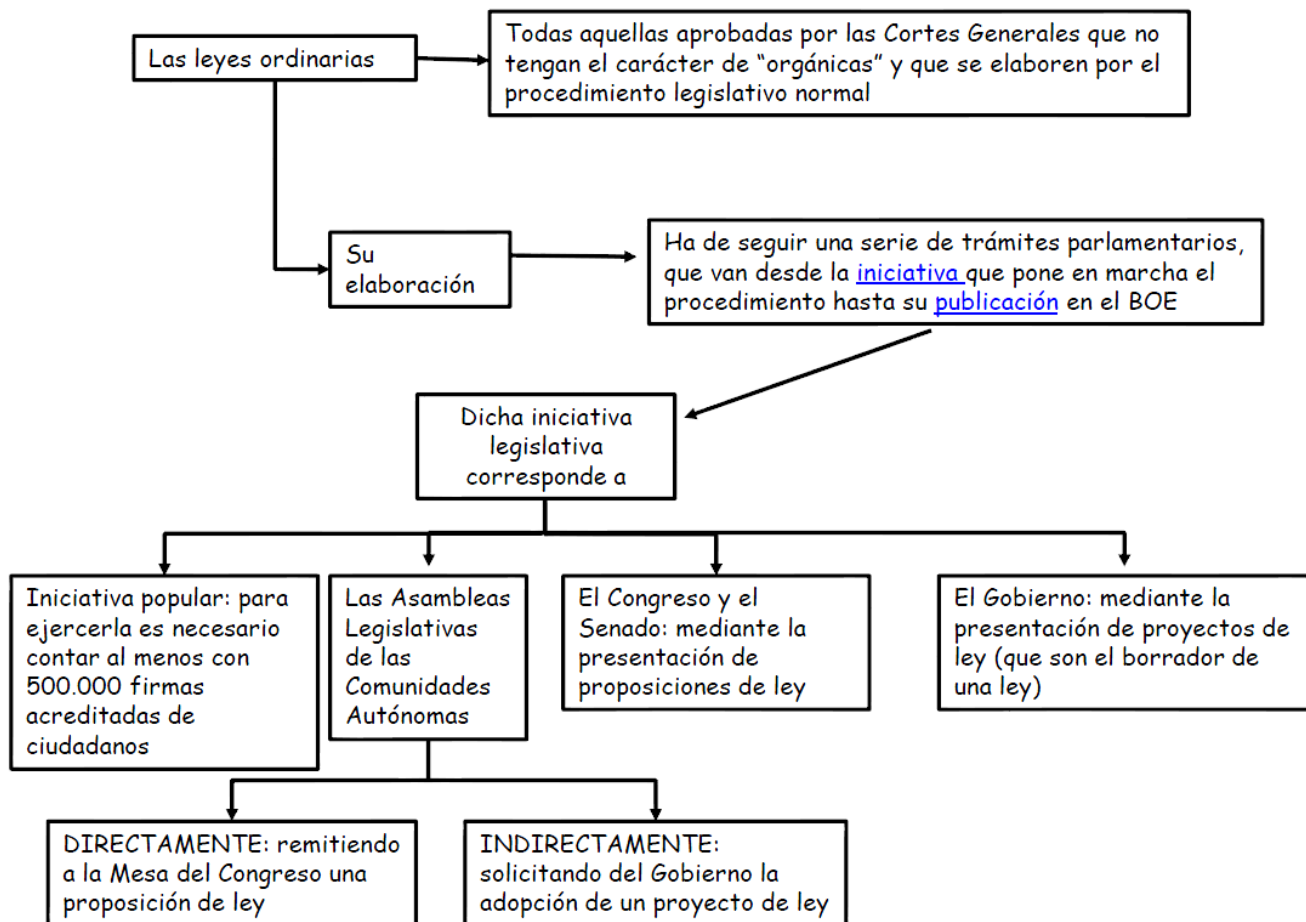 Las leyes ordinarias
Todas aquellas aprobadas por las Cortes Generales que no
tengan el carácter de “orgánicas” y que se elaboren por el
procedimiento legislativo normal
Su
elaboración
Ha de seguir una serie de trámites parlamentarios,
que van desde la iniciativa que pone en marcha el
procedimiento hasta su publicación en el BOE
Dicha iniciativa
legislativa
corresponde a
Iniciativa popular: para
ejercerla es necesario
contar al menos con
500.000 firmas
acreditadas de
ciudadanos
Las Asambleas
Legislativas
de las
Comunidades
Autónomas
El Congreso y el
Senado: mediante la
presentación de
proposiciones de ley
El Gobierno: mediante la
presentación de proyectos de
ley (que son el borrador de
una ley)
DIRECTAMENTE: remitiendo
a la Mesa del Congreso una
proposición de ley
INDIRECTAMENTE:
solicitando del Gobierno la
adopción de un proyecto de ley